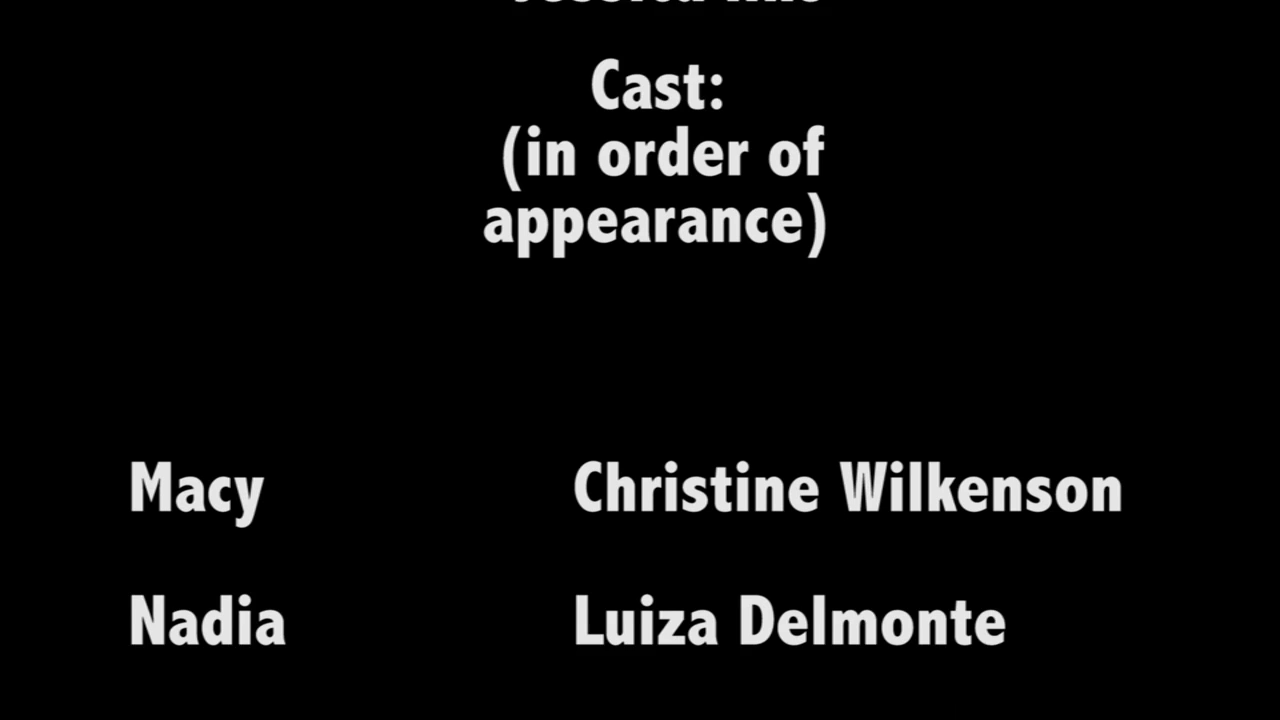 Cast:
(in order of
appearance)
Macy Christine Wilkenson
Nadia Luiza Delmonte